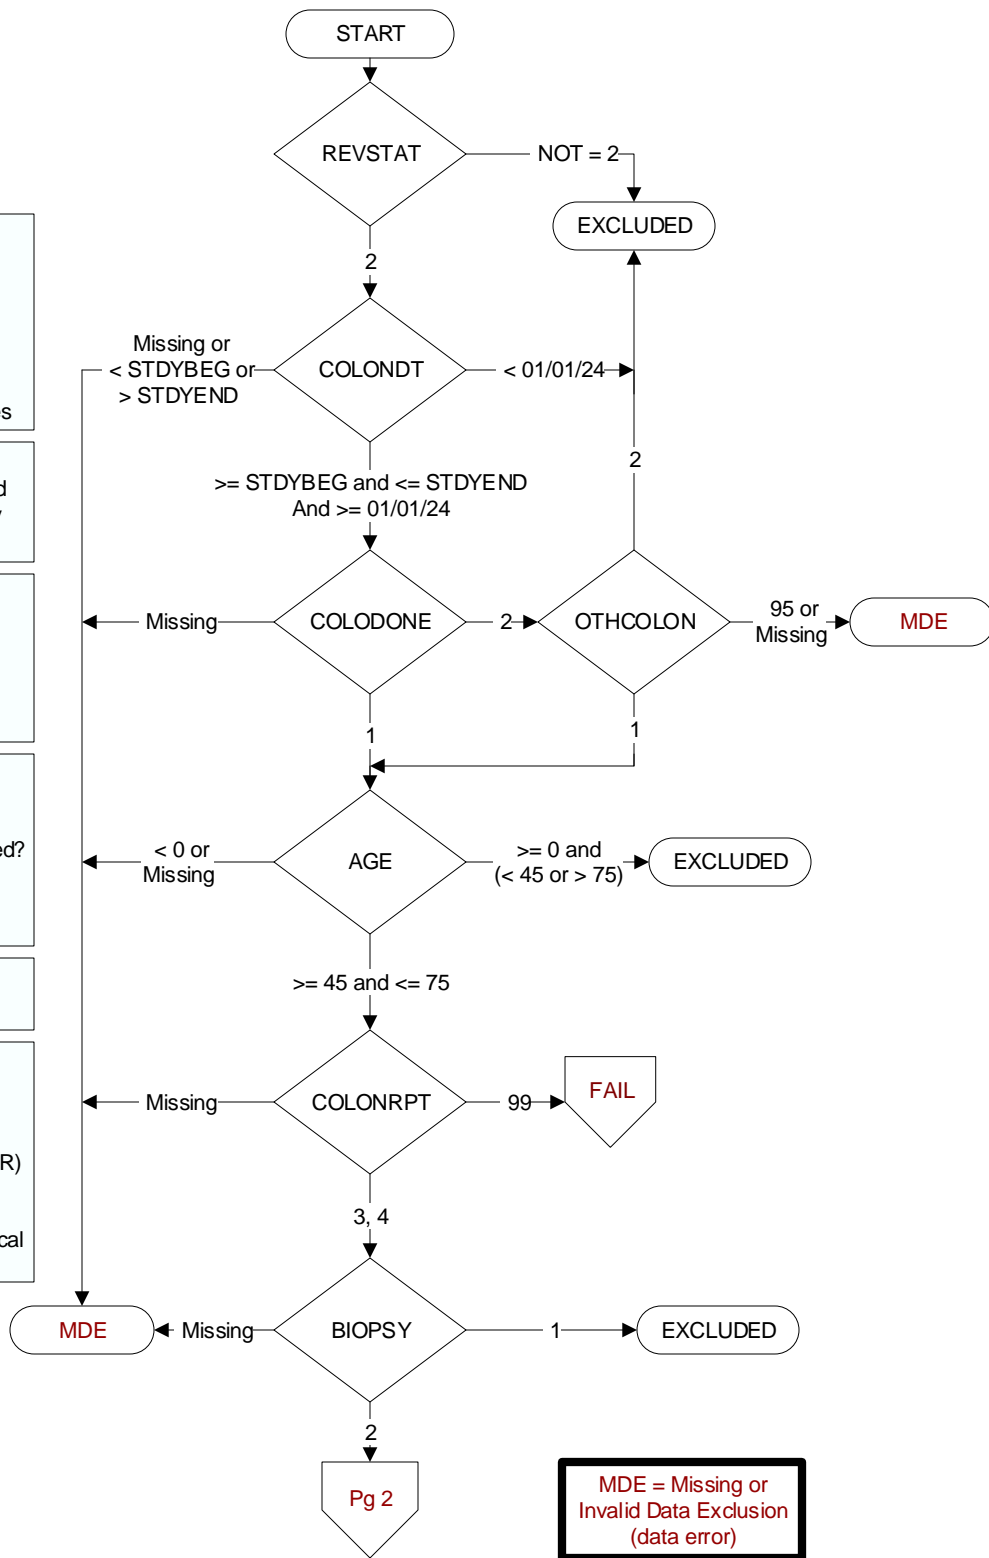 START
REVSTAT
NOT = 2
EXCLUDED
2
Missing or
< STDYBEG or
> STDYEND
COLONDT
< 01/01/24
>= STDYBEG and <= STDYEND
And >= 01/01/24
2
Missing
COLODONE
2
OTHCOLON
95 or
Missing
MDE
1
1
ed?
< 0 or
Missing
AGE
>= 0 and
(< 45 or > 75)
EXCLUDED
>= 45 and <= 75
Missing
COLONRPT
99
FAIL
R)
3, 4
cal
MDE
Missing
BIOPSY
1
EXCLUDED
2
Pg 2
MDE = Missing or
Invalid Data Exclusion
(data error)